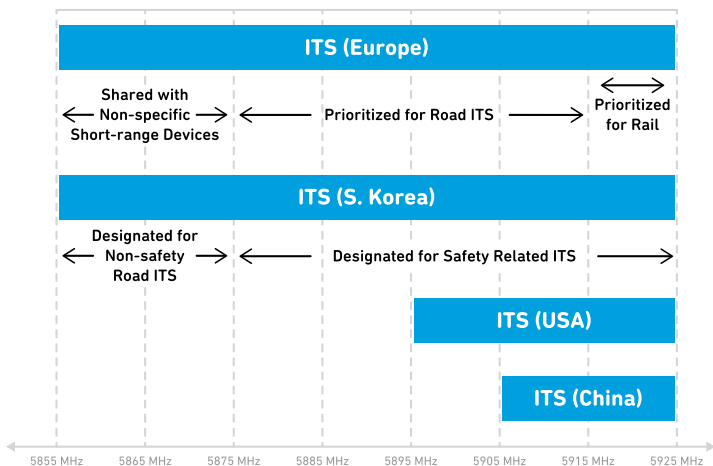 ITS (Europe)
Shared with
Non-specific
Short-range Devices
Prioritized for Road ITS
Prioritized
for Rail
ITS (S. Korea)
Designated for
Non-safety
Road ITS
Designated for Safety Related ITS
ITS (USA)
ITS (China)
5855 MHz 5865 MHz 5875 MHz 5885 MHz 5895 MHz 5905 MHz 5915 MHz 5925 MHz